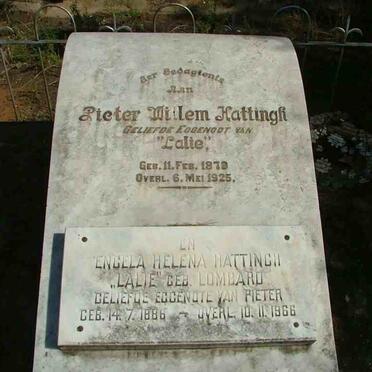 Ter Gedagtenis
Aan
Pieter Willem Hattingh
GELIEFDE EGGENOOT VAN
"Lalie".
GEB. 11. FEB. 1879
OVERL. 6. MEI 1925.
EN
ENGELA HELENA HATTINGH
„LALIE" GEB. LOMBARD
GELIEFDE EGGENOTE VAN PIETER
GEB. 14. 7. 1886 – OVERL. 10. 11. 1968